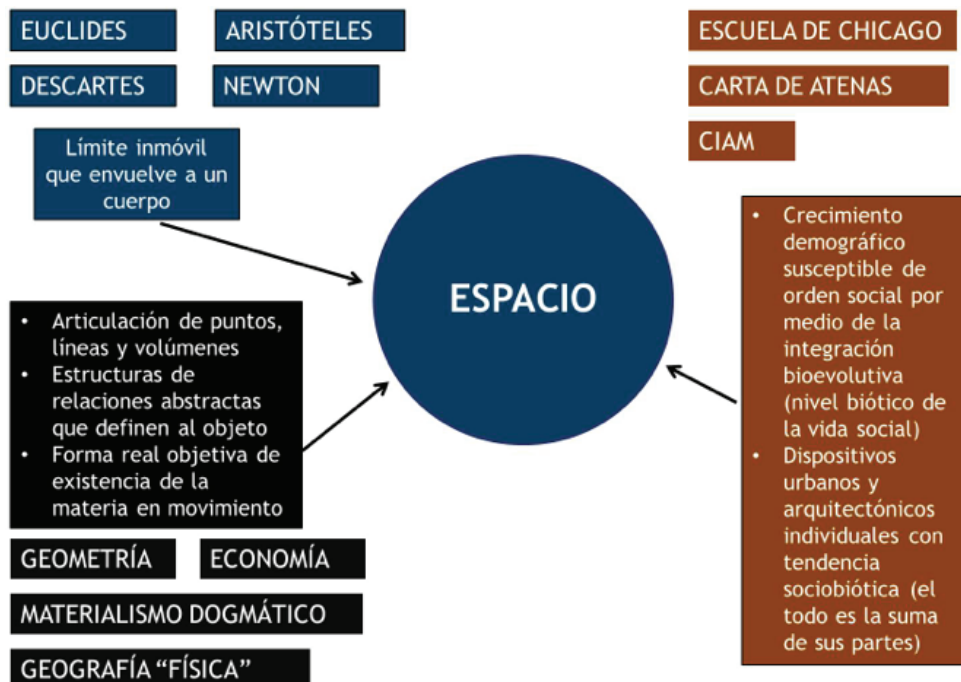 EUCLIDES
ARISTÓTELES
DESCARTES
NEWTON
Límite inmóvil
que envuelve a un
cuerpo
• Articulación de puntos,
líneas y volúmenes
• Estructuras de
relaciones abstractas
que definen al objeto
• Forma real objetiva de
existencia de la
materia en movimiento
GEOMETRÍA
ECONOMÍA
MATERIALISMO DOGMÁTICO
GEOGRAFÍA “FÍSICA”
ESPACIO
ESCUELA DE CHICAGO
CARTA DE ATENAS
CIAM
• Crecimiento
demográfico
susceptible de
orden social por
medio de la
integración
bioevolutiva
(nivel biótico de
la vida social)
• Dispositivos
urbanos y
arquitectónicos
individuales con
tendencia
sociobiótica (el
todo es la suma
de sus partes)